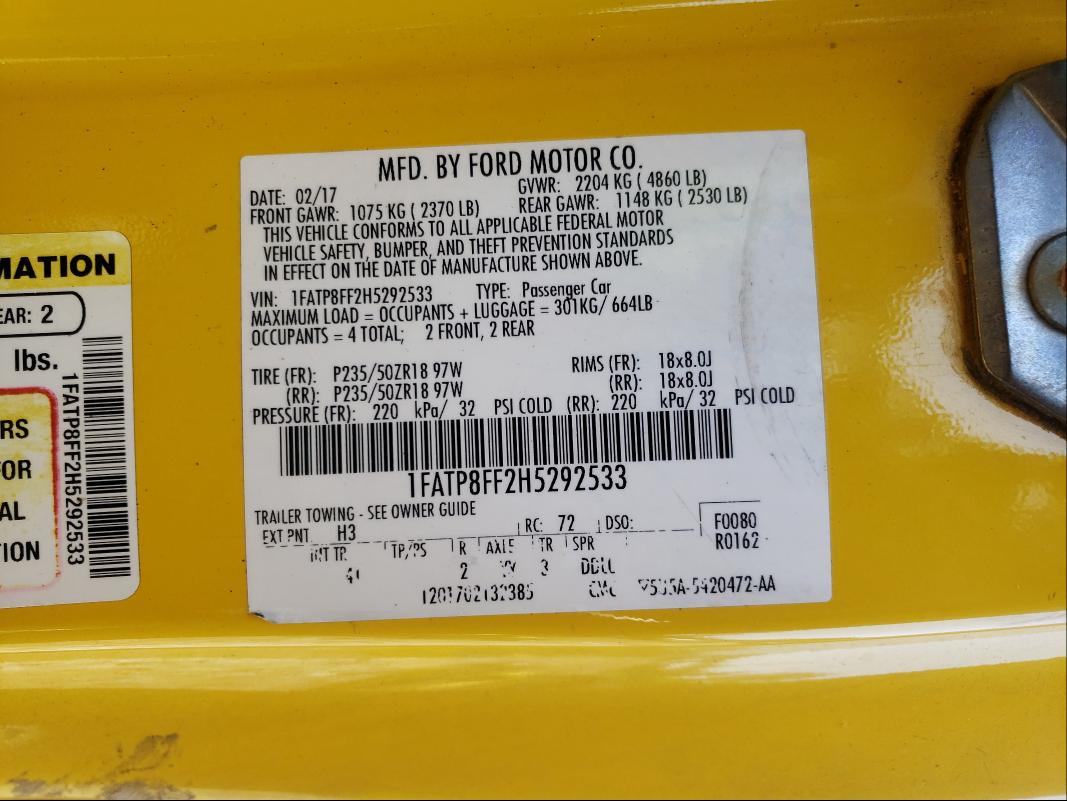 MATION
EAR: 2
lbs.
RS
FOR
AL
TION
1FATP8FF2H5292533
MFD. BY FORD MOTOR CO.
DATE: 02/17 GVWR: 2204 KG ( 4860 LB)
FRONT GAWR: 1075 KG ( 2370 LB) REAR GAWR: 1148 KG ( 2530 LB)
THIS VEHICLE CONFORMS TO ALL APPLICABLE FEDERAL MOTOR
VEHICLE SAFETY, BUMPER, AND THEFT PREVENTION STANDARDS
IN EFFECT ON THE DATE OF MANUFACTURE SHOWN ABOVE.
VIN: 1FATP8FF2H5292533 TYPE: Passenger Car
MAXIMUM LOAD = OCCUPANTS + LUGGAGE = 301KG/ 664LB
OCCUPANTS = 4 TOTAL; 2 FRONT, 2 REAR
TIRE (FR): P235/50ZR18 97W RIMS (FR): 18x8.0J
(RR): P235/50ZR18 97W (RR): 18x8.0J
PRESSURE (FR): 220 kPa/ 32 PSI COLD (RR): 220 kPa/ 32 PSI COLD
1FATP8FF2H5292533
TRAILER TOWING - SEE OWNER GUIDE
EXT PNT: H3 RC: 72 DSO: F0080
R0162
INT TR TP/PS R AXLE TR SPR
2 3